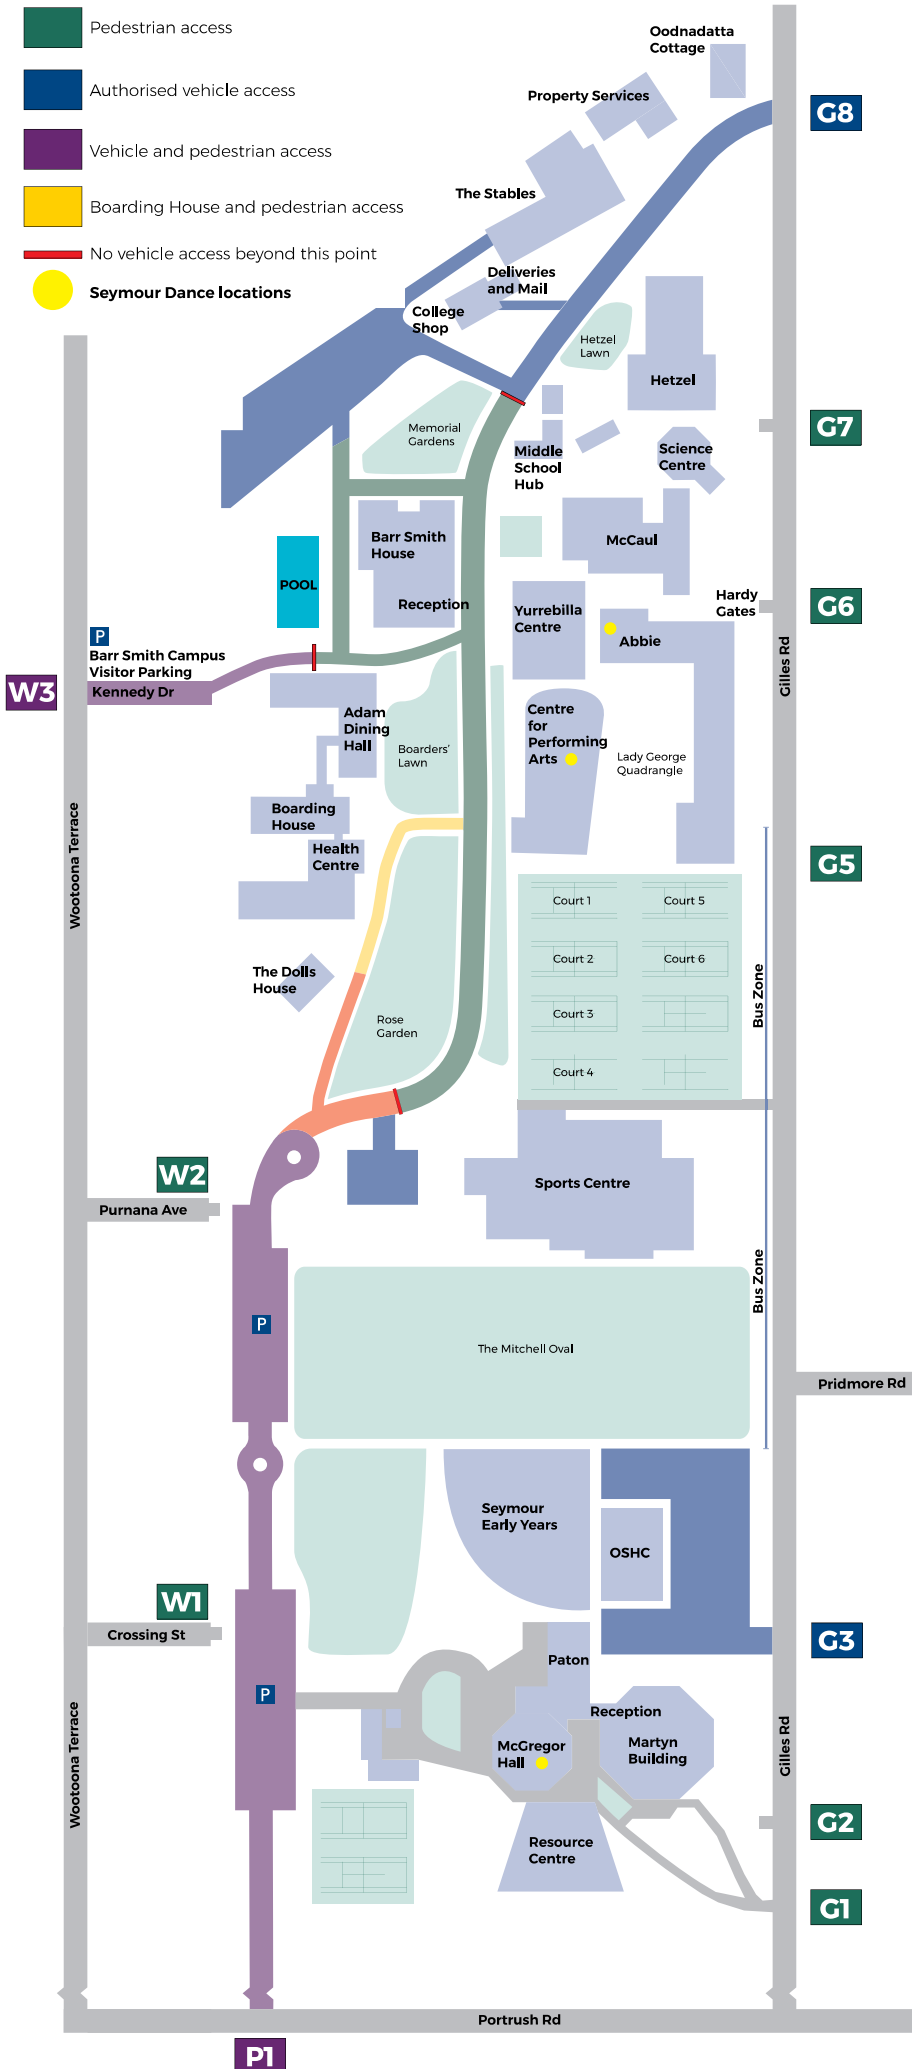 Pedestrian access
Authorised vehicle access
Vehicle and pedestrian access
Boarding House and pedestrian access
No vehicle access beyond this point
Seymour Dance locations
Oodnadatta
Cottage
Property Services
G8
The Stables
Deliveries
and Mail
College
Shop
Hetzel
Lawn
Hetzel
Memorial
Gardens
G7
Middle
School
Hub
Science
Centre
Barr Smith
House
McCaul
POOL
Reception
Yurrebilla
Centre
Hardy
Gates
G6
Abbie
P
Barr Smith Campus
Visitor Parking
W3
Kennedy Dr
Gilles Rd
Adam
Dining
Hall
Boarders'
Lawn
Centre
for
Performing
Arts
Lady George
Quadrangle
Boarding
House
Health
Centre
Wootoona Terrace
G5
Court 1
Court 5
Court 2
Court 6
Court 3
Court 4
Bus Zone
The Dolls
House
Rose
Garden
W2
Purnana Ave
Sports Centre
Bus Zone
P
The Mitchell Oval
Pridmore Rd
Seymour
Early Years
OSHC
W1
Crossing St
G3
Paton
P
Reception
McGregor
Hall
Martyn
Building
Wootoona Terrace
Gilles Rd
G2
Resource
Centre
G1
Portrush Rd
P1